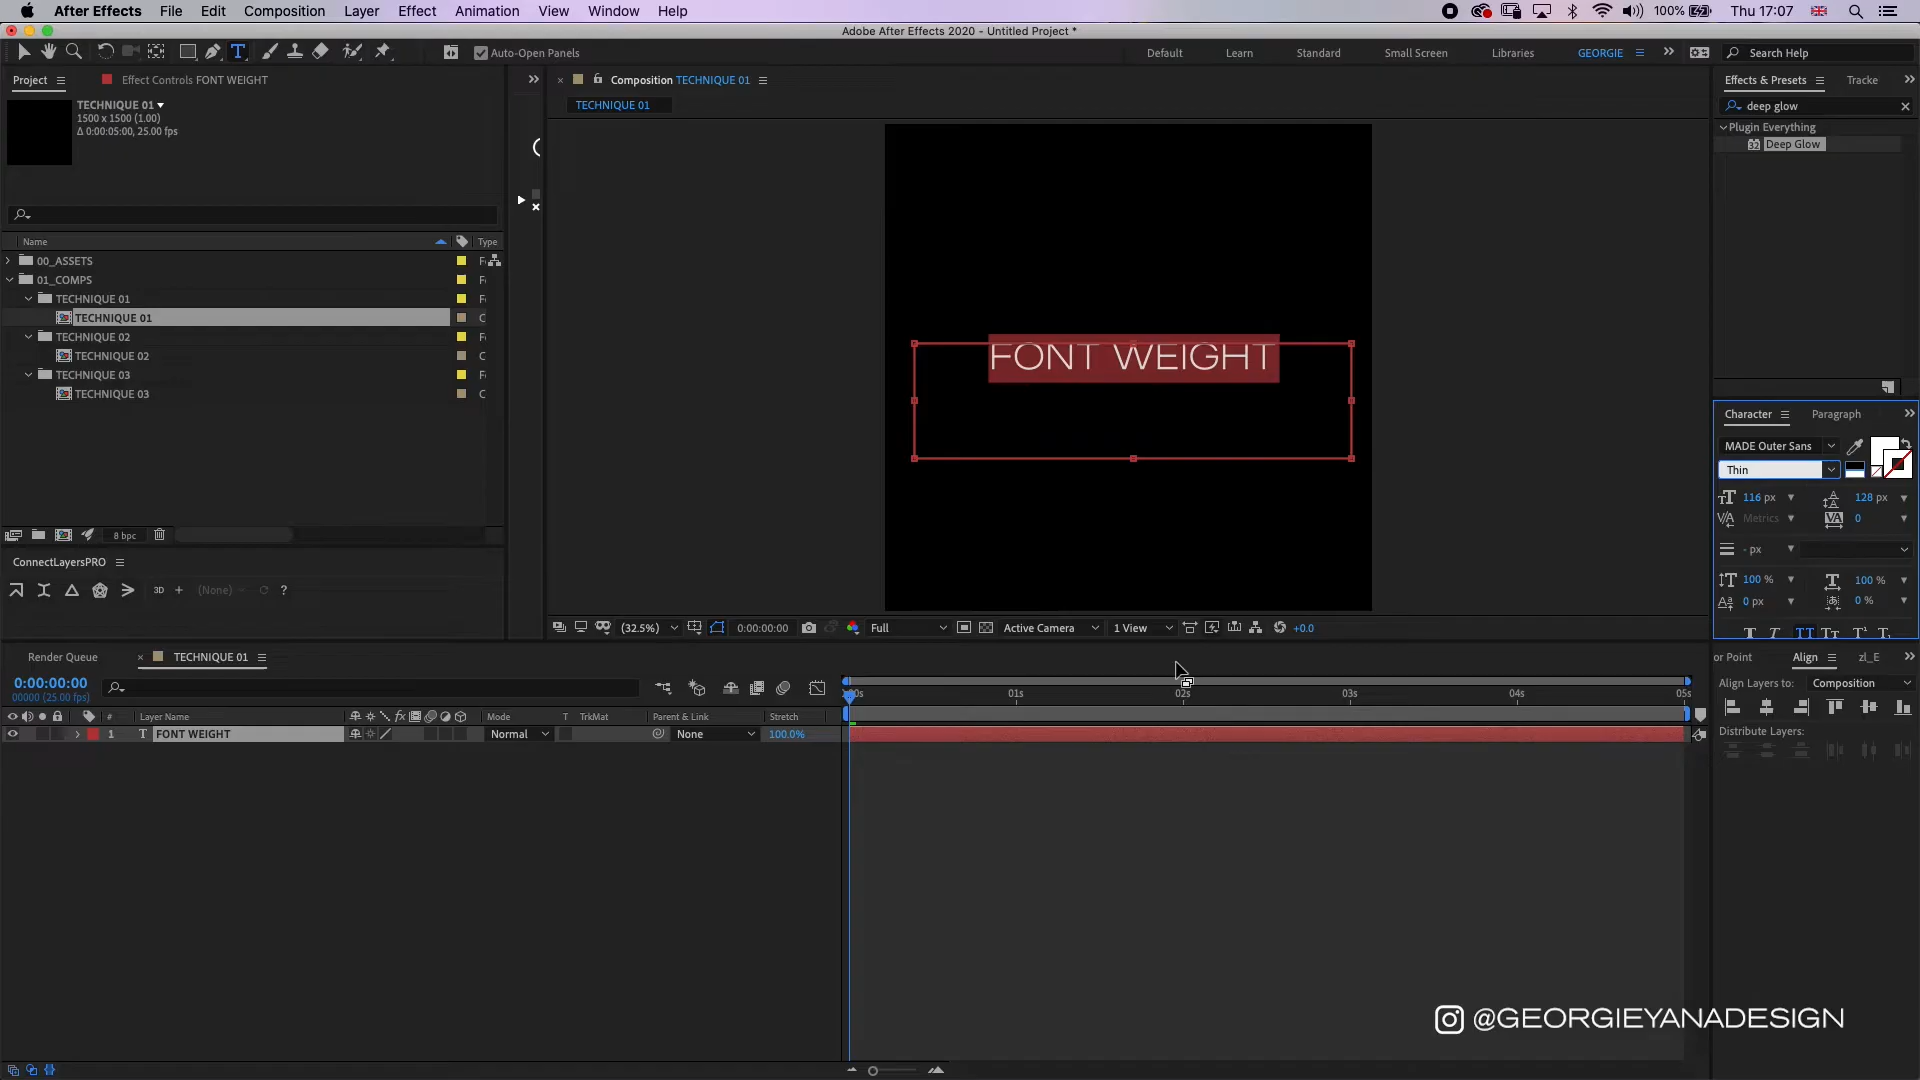 After Effects File Edit Composition Layer Effect Animation View Window Help 100% Thu 17:07
Adobe After Effects 2020 - Untitled Project *
Auto-Open Panels Default Learn Standard Small Screen Libraries GEORGIE Search Help
Project Effect Controls FONT WEIGHT
Composition TECHNIQUE 01
Effects & Presets Tracke
TECHNIQUE 01
1500 x 1500 (1.00)
Δ 0:00:05:00, 25.00 fps
TECHNIQUE 01
deep glow
Plugin Everything
Deep Glow
Name Type
00_ASSETS
01_COMPS
TECHNIQUE 01
TECHNIQUE 01
TECHNIQUE 02
TECHNIQUE 02
TECHNIQUE 03
TECHNIQUE 03
FONT WEIGHT
Character Paragraph
MADE Outer Sans
Thin
116 px 128 px
Metrics 0
- px
100 % 100 %
0 px 0 %
8 bpc
ConnectLayersPRO
3D + (None) ?
(32.5%) 0:00:00:00 Full Active Camera 1 View +0.0
Render Queue TECHNIQUE 01
or Point Align zl_E
0:00:00:00
00000 (25.00 fps)
01s 02s 03s 04s 05s
Align Layers to: Composition
Distribute Layers:
# Layer Name Mode T TrkMat Parent & Link Stretch
1 T FONT WEIGHT Normal None 100.0%
@GEORGIEYANADESIGN